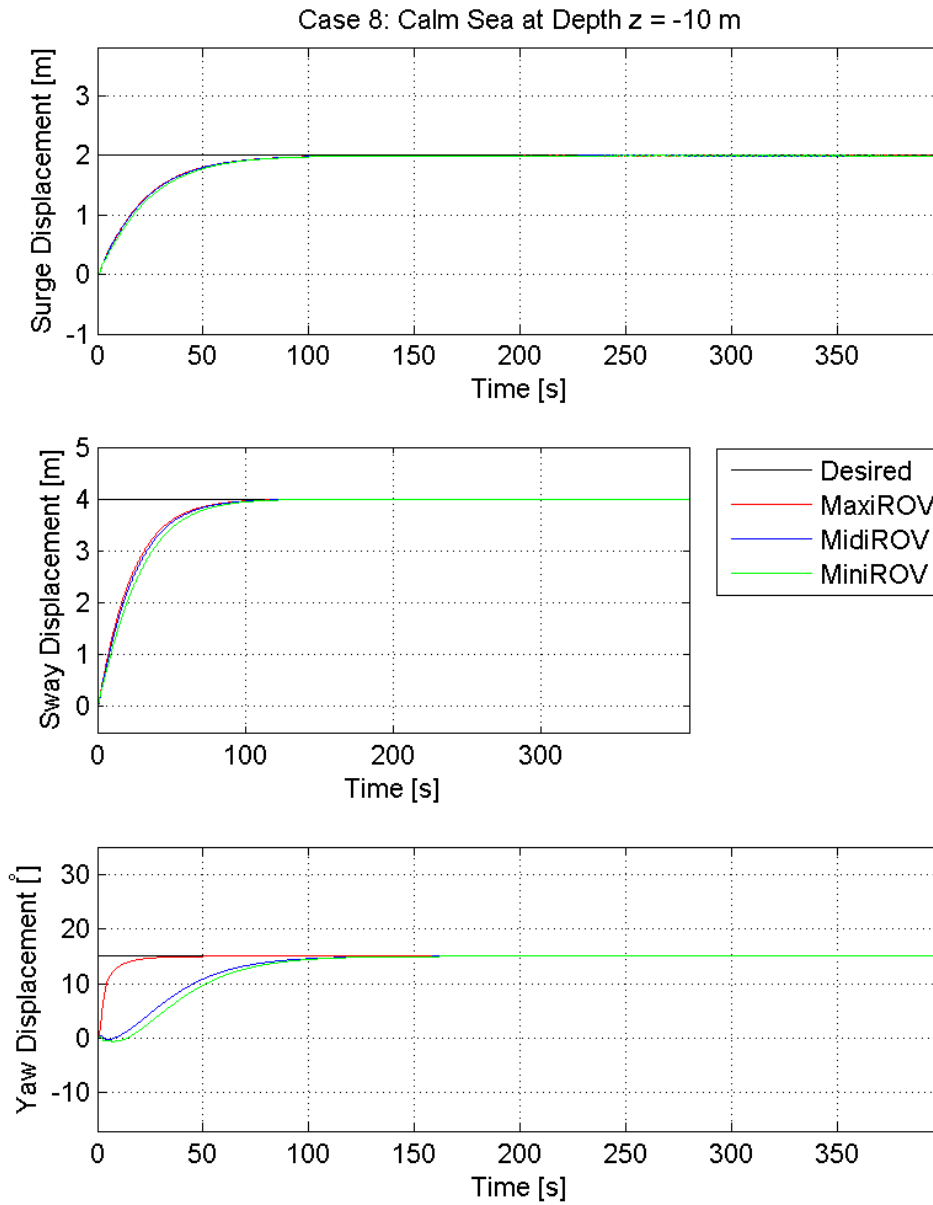 Case 8: Calm Sea at Depth z = -10 m
Surge Displacement [m]
3
2
1
0
-1
0 50 100 150 200 250 300 350
Time [s]
Sway Displacement [m]
5
4
3
2
1
0
0 100 200 300
Time [s]
Desired
MaxiROV
MidiROV
MiniROV
Yaw Displacement [°]
30
20
10
0
-10
0 50 100 150 200 250 300 350
Time [s]